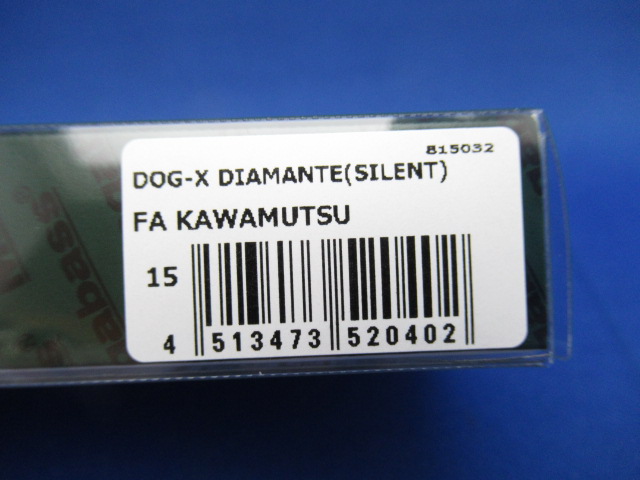 815032
DOG-X DIAMANTE(SILENT)
FA KAWAMUTSU
15
4 513473 520402